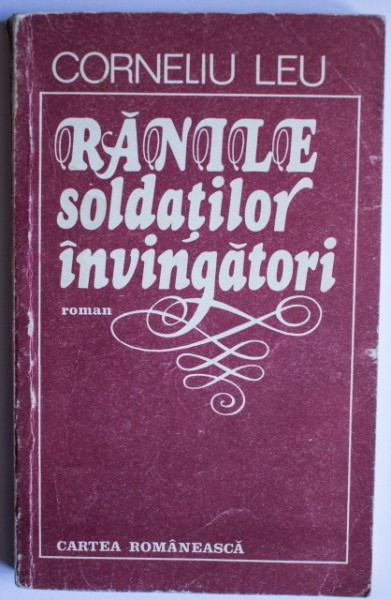 CORNELIU LEU
RĂNILE
soldaților
învingători
roman
CARTEA ROMÂNEASCĂ